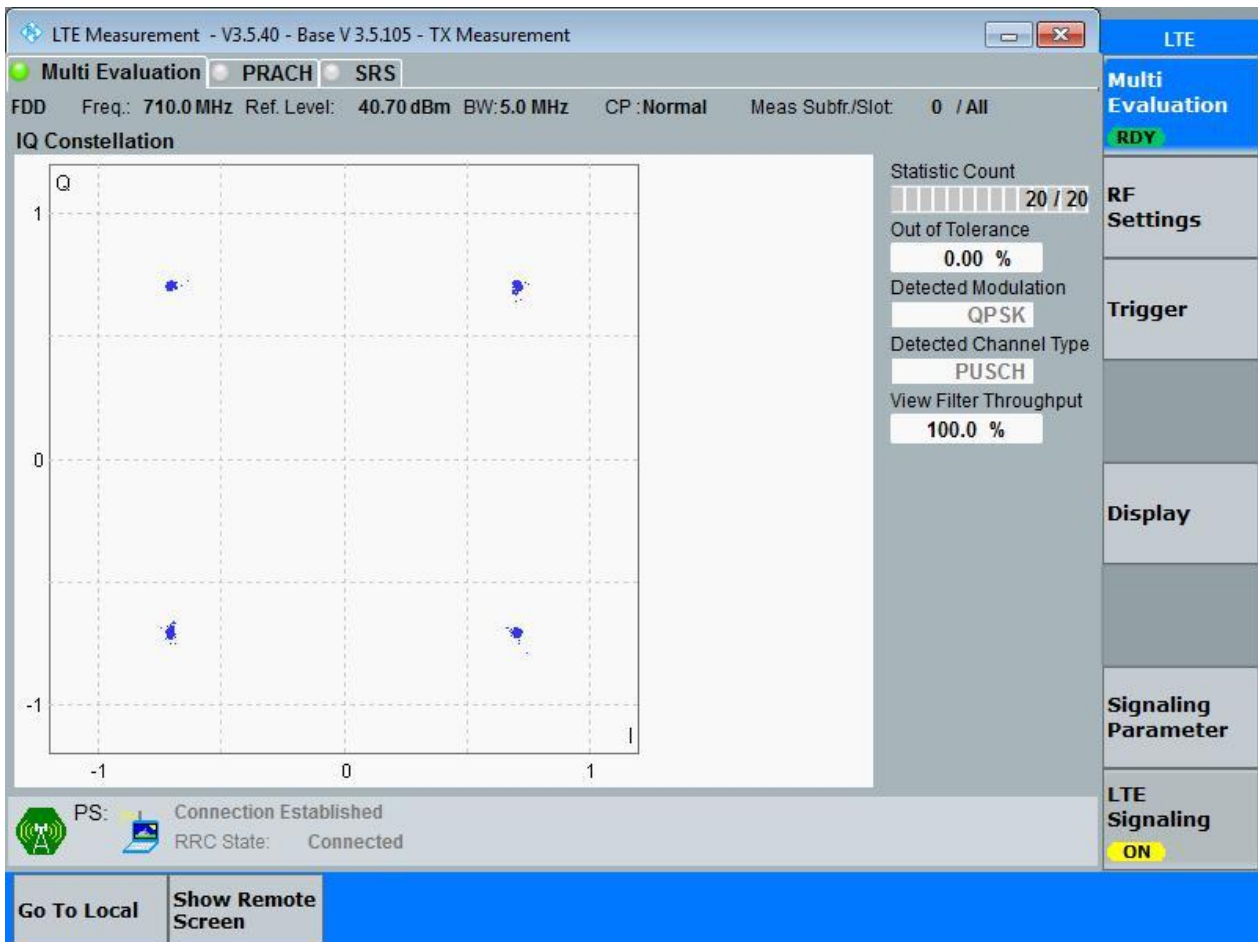 LTE Measurement - V3.5.40 - Base V 3.5.105 - TX Measurement
LTE
Multi Evaluation PRACH SRS
FDD Freq.: 710.0 MHz Ref. Level: 40.70 dBm BW: 5.0 MHz CP : Normal Meas Subfr./Slot: 0 / All
IQ Constellation
Q
1
0
-1
I
-1 0 1
Statistic Count
20 / 20
Out of Tolerance
0.00 %
Detected Modulation
QPSK
Detected Channel Type
PUSCH
View Filter Throughput
100.0 %
Multi
Evaluation
RDY
RF
Settings
Trigger
Display
Signaling
Parameter
LTE
Signaling
ON
PS: Connection Established
RRC State: Connected
Go To Local
Show Remote
Screen